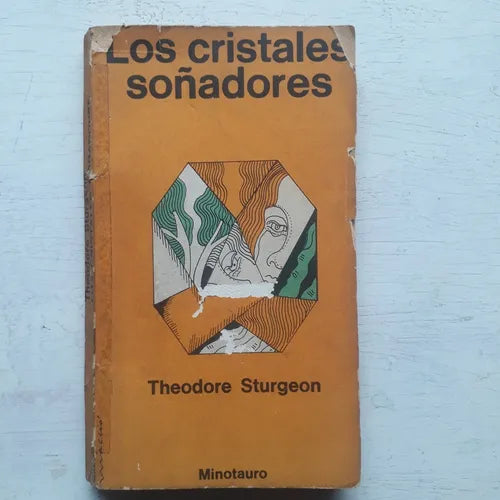 Los cristales
soñadores
Theodore Sturgeon
Minotauro